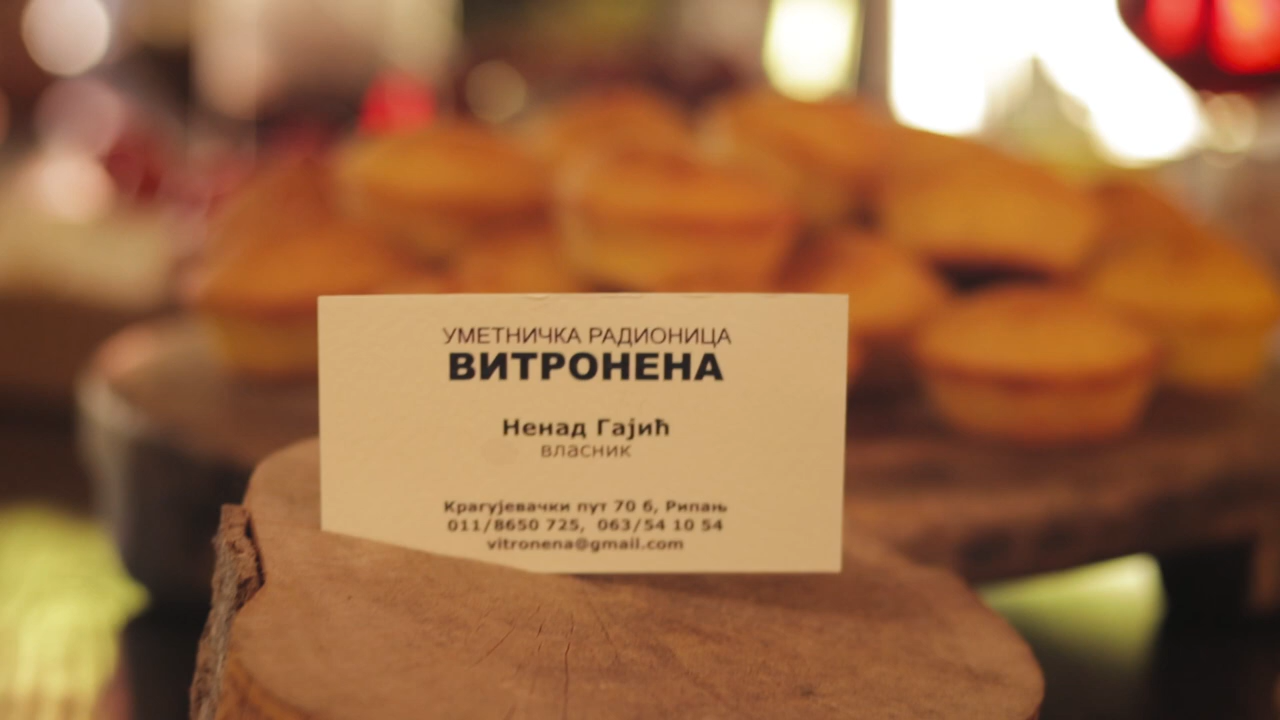 УМЕТНИЧКА РАДИОНИЦА
ВИТРОНЕНА
Ненад Гајић
власник
Крагујевачки пут 70 б, Рипањ
011/8650 725, 063/54 10 54
vitronena@gmail.com